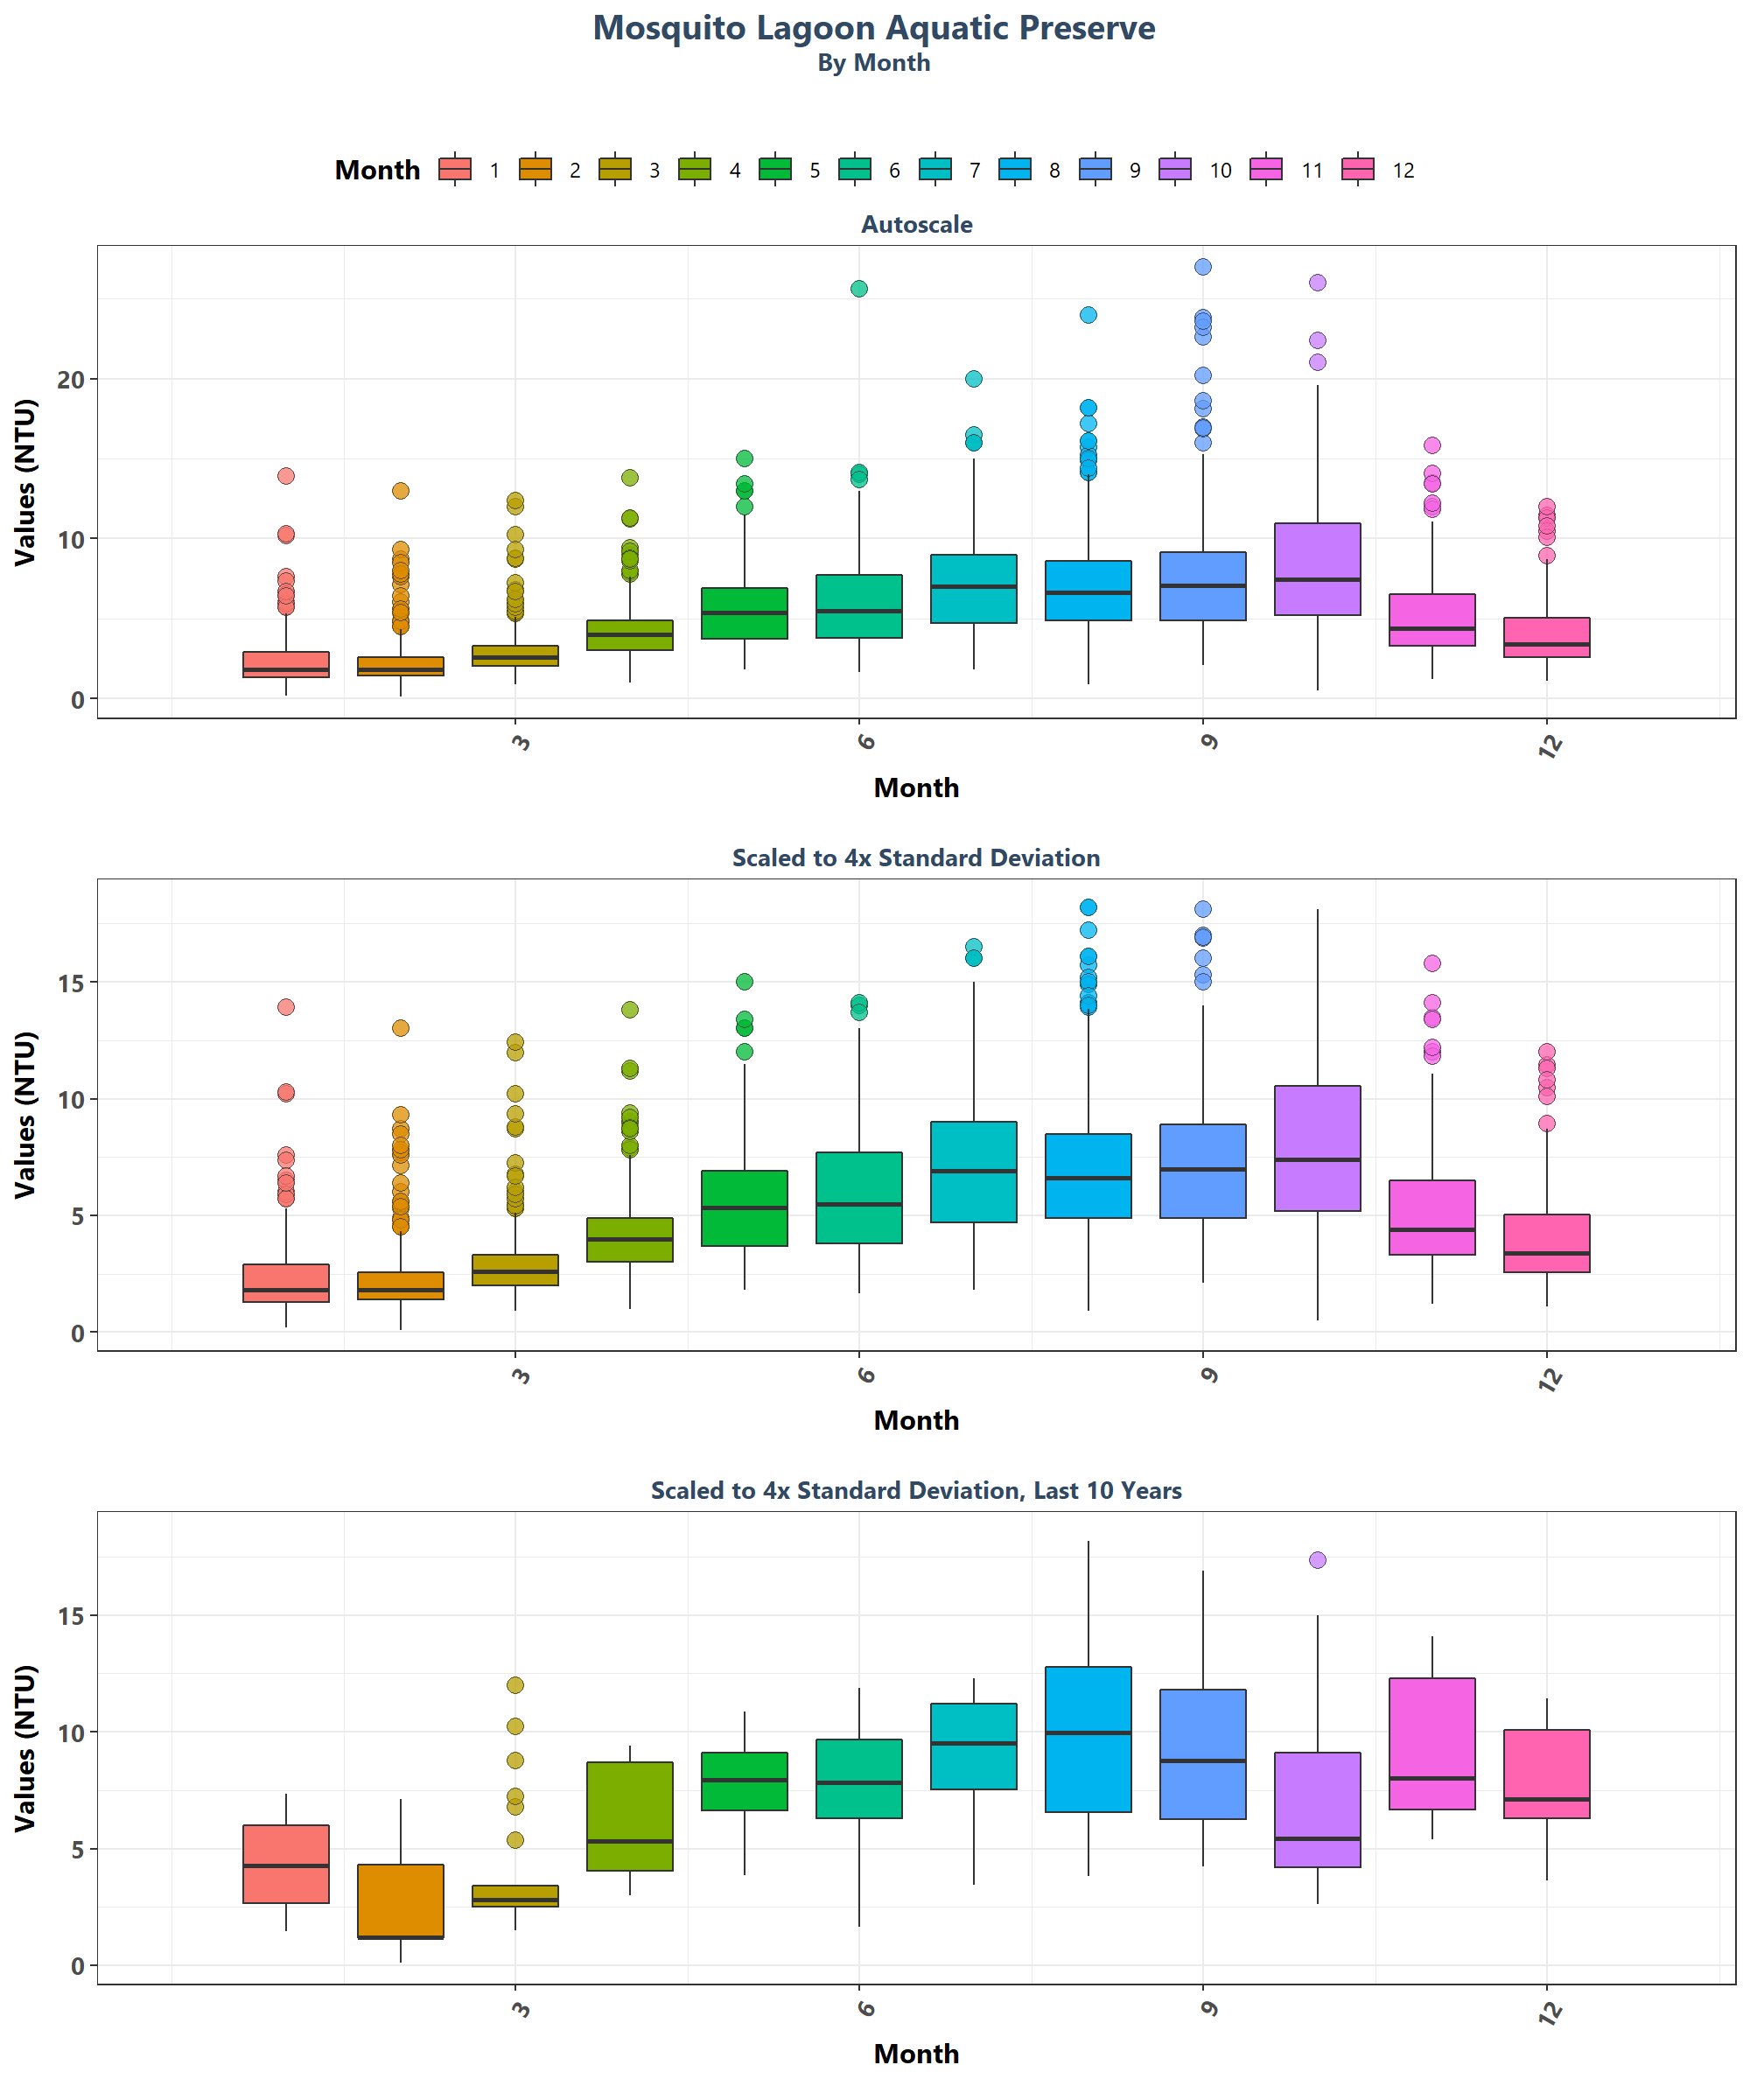 Mosquito Lagoon Aquatic Preserve
By Month
Month 1 2 3 4 5 6 7 8 9 10 11 12
Autoscale
Values (NTU)
20
10
0
3 6 9 12
Month
Scaled to 4x Standard Deviation
Values (NTU)
15
10
5
0
3 6 9 12
Month
Scaled to 4x Standard Deviation, Last 10 Years
Values (NTU)
15
10
5
0
3 6 9 12
Month